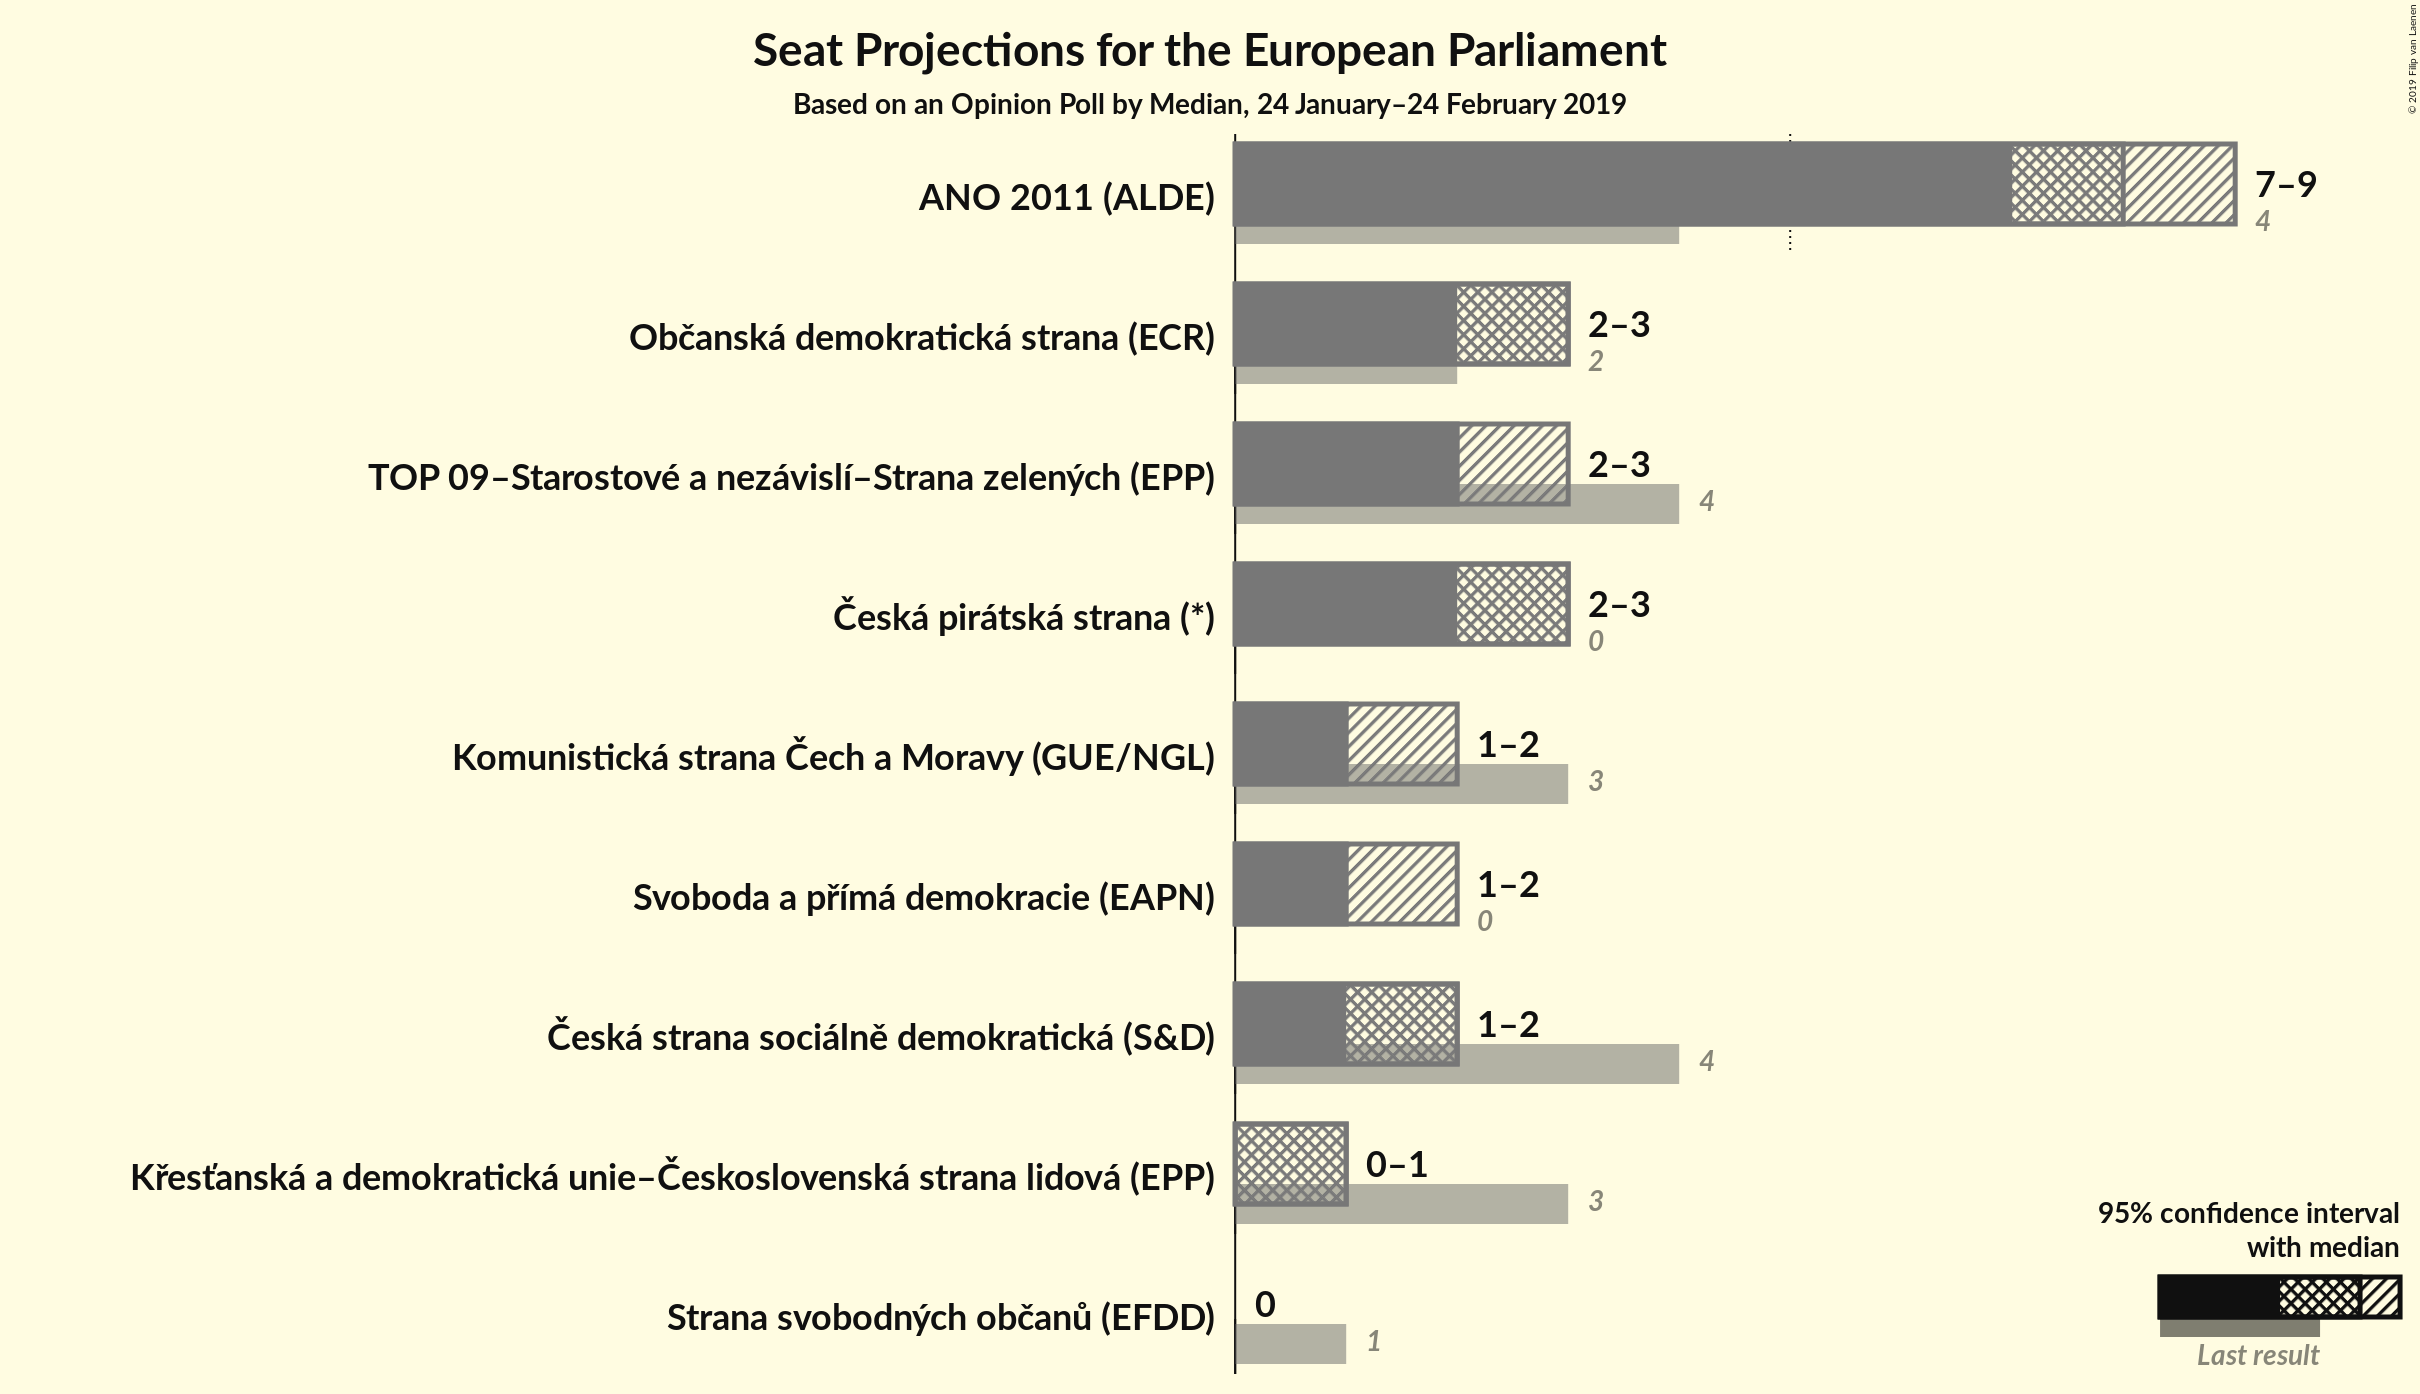 Seat Projections for the European Parliament
Based on an Opinion Poll by Median, 24 January–24 February 2019
© 2019 Filip van Laenen
ANO 2011 (ALDE)
7–9
4
Občanská demokratická strana (ECR)
2–3
2
TOP 09–Starostové a nezávislí–Strana zelených (EPP)
2–3
4
Česká pirátská strana (*)
2–3
0
Komunistická strana Čech a Moravy (GUE/NGL)
1–2
3
Svoboda a přímá demokracie (EAPN)
1–2
0
Česká strana sociálně demokratická (S&D)
1–2
4
Křesťanská a demokratická unie–Československá strana lidová (EPP)
0–1
3
Strana svobodných občanů (EFDD)
0
1
95% confidence interval
with median
Last result